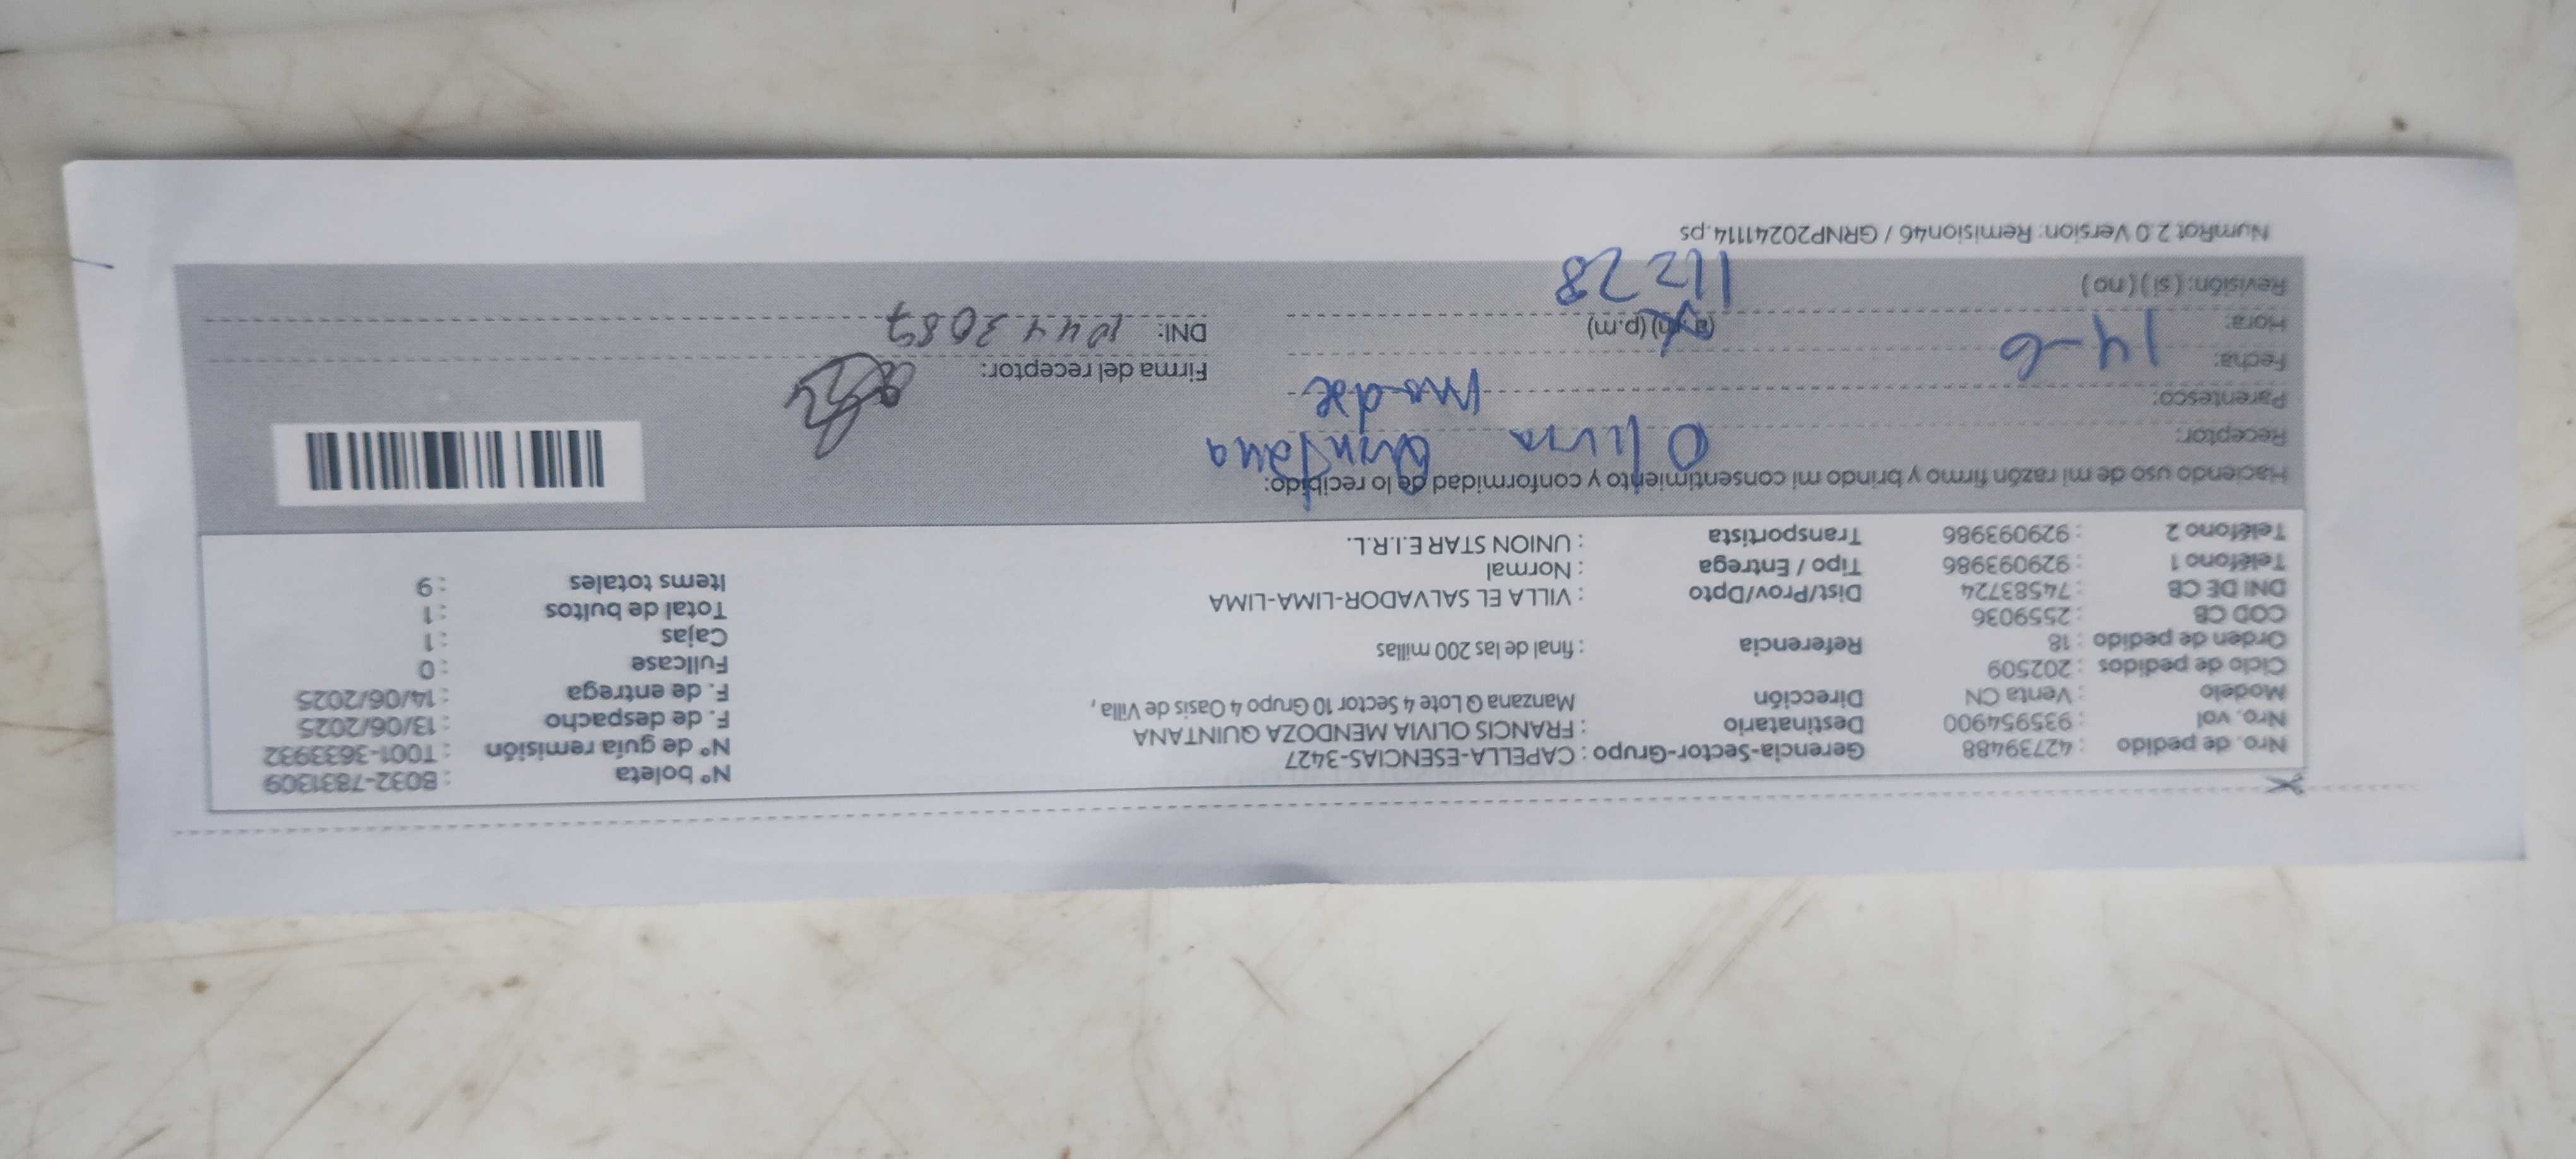 Nro. de pedido : 42739488 Gerencia-Sector-Grupo : CAPELLA-ESENCIAS-3427 N° boleta : B032-7831309
Nro. vol : 935954900 Destinatario : FRANCIS OLIVIA MENDOZA QUINTANA N° de guía remisión : T001-3633932
Modelo : Venta CN Dirección Manzana Q Lote 4 Sector 10 Grupo 4 Oasis de Villa , F. de despacho : 13/06/2025
Ciclo de pedidos : 202509 F. de entrega : 14/06/2025
Orden de pedido : 18 Referencia : final de las 200 millas Fullcase : 0
COD CB : 2559036 Cajas : 1
DNI DE CB : 74583724 Dist/Prov/Dpto : VILLA EL SALVADOR-LIMA-LIMA Total de bultos : 1
Teléfono 1 : 929093986 Tipo / Entrega : Normal Items totales : 9
Teléfono 2 : 929093986 Transportista : UNION STAR E.I.R.L.
Haciendo uso de mi razón firmo y brindo mi consentimiento y conformidad de lo recibido:
Receptor: Olivia Quintana
Parentesco: madre
Fecha: 14-6 Firma del receptor:
Hora: (a.m) (p.m) DNI: 10443087
Revisión: ( si ) ( no ) 11:28
NumRot 2.0 Version: Remision46 / GRNP20241114.ps